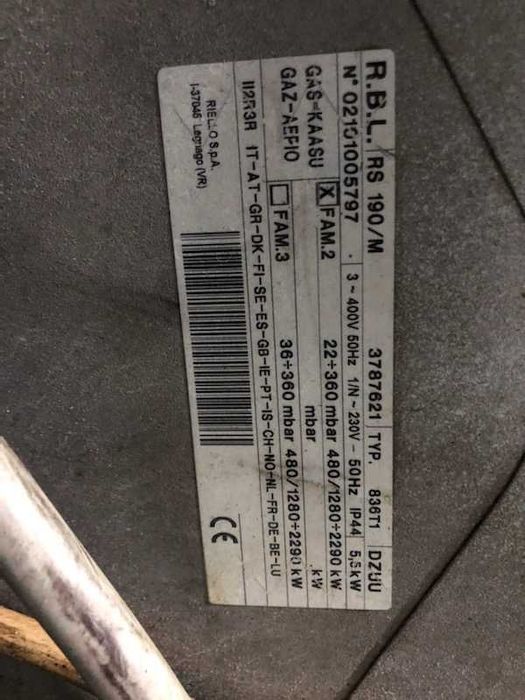 R.B.L. RS 190/M 3787621 TYP. 836T1 DZUU
N° 02101005797 . 3 ~ 400V 50Hz 1/N ~ 230V - 50Hz IP44 5,5 kW
GAS-KAASU X FAM.2 22÷360 mbar 480/1280÷2290 kW
GAZ-AEPIO mbar kW
FAM.3 36÷360 mbar 480/1280÷2290 kW
II2R3R IT-AT-GR-DK-FI-SE-ES-GB-IE-PT-IS-CH-NO-NL-FR-DE-BE-LU
RIELLO S.p.A.
I-37046 Legnago (VR)
CE